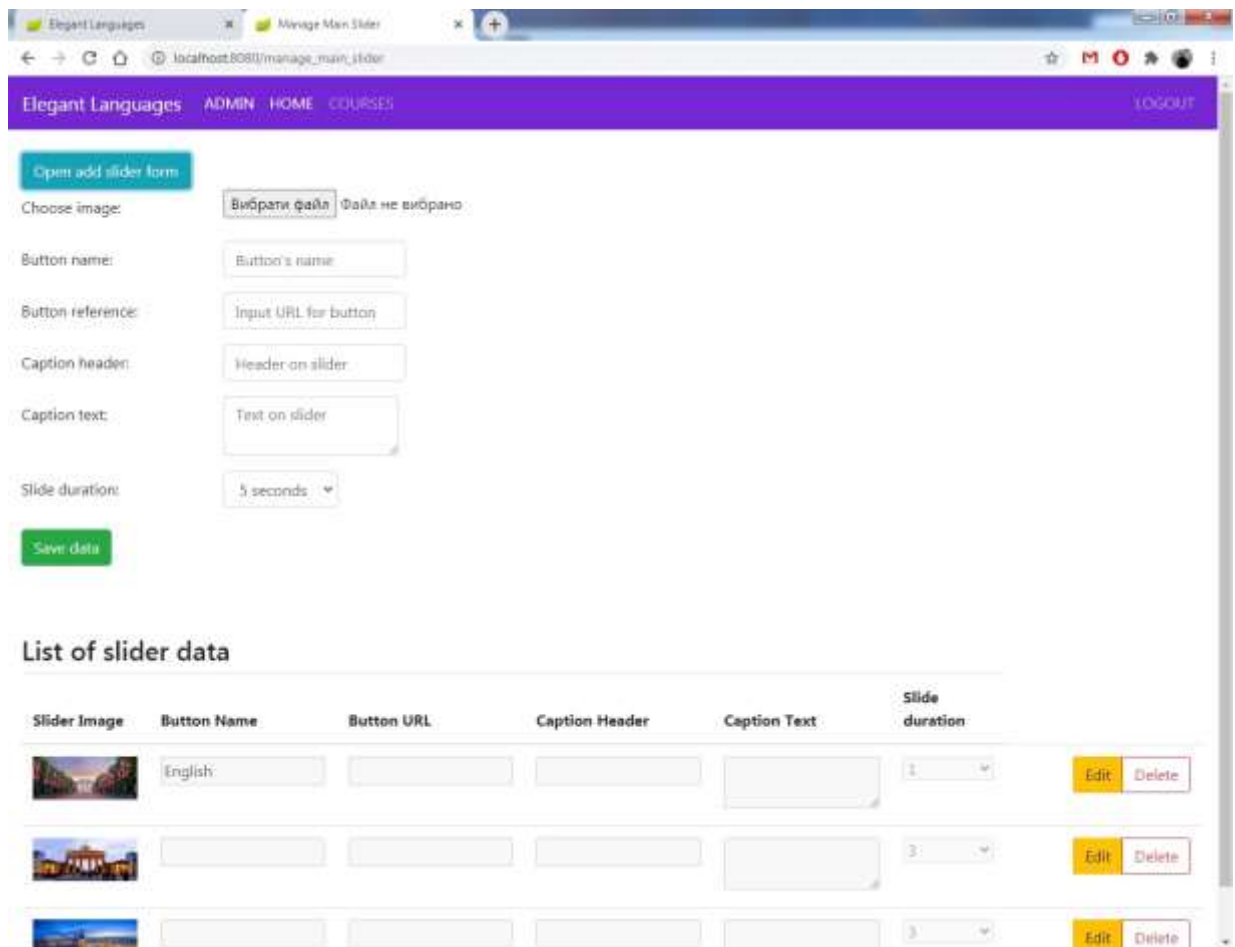 Elegant Languages
Manage Main Slider
localhost:8080/manage_main_slider
Elegant Languages ADMIN HOME COURSES LOGOUT
Open add slider form
Choose image: Вибрати файл Файл не вибрано
Button name: Button's name
Button reference: Input URL for button
Caption header: Header on slider
Caption text: Text on slider
Slide duration: 5 seconds
Save data
List of slider data
Slider Image Button Name Button URL Caption Header Caption Text Slide duration
English 1 Edit Delete
3 Edit Delete
3 Edit Delete